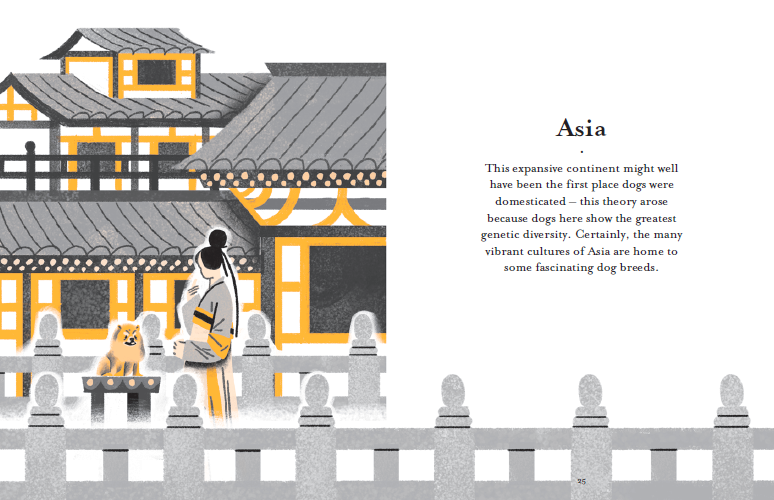 Asia
This expansive continent might well
have been the first place dogs were
domesticated – this theory arose
because dogs here show the greatest
genetic diversity. Certainly, the many
vibrant cultures of Asia are home to
some fascinating dog breeds.
25